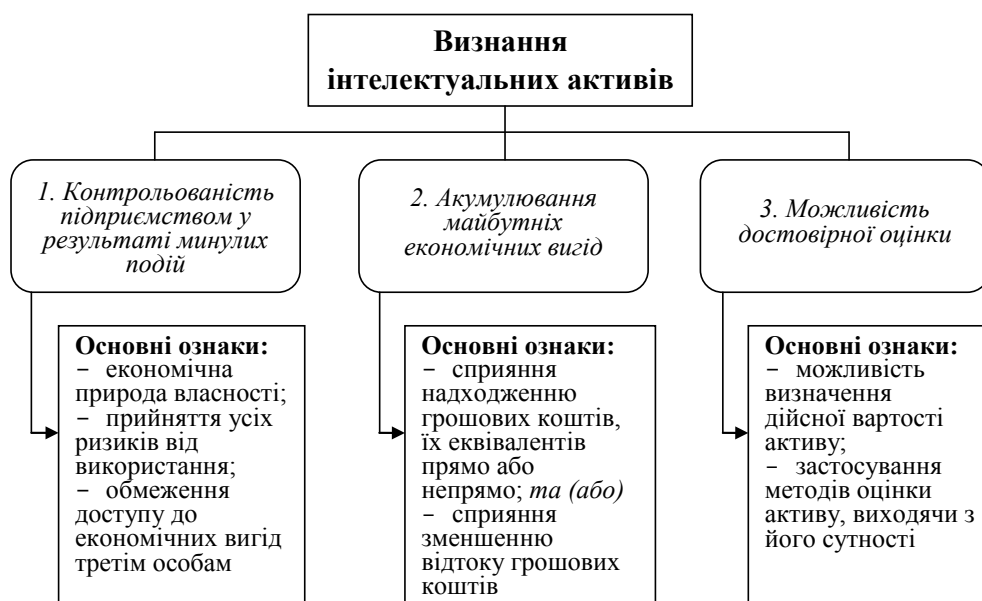 Визнання
інтелектуальних активів
1. Контрольованість
підприємством у
результаті минулих
подій
2. Акумулювання
майбутніх
економічних вигід
3. Можливість
достовірної оцінки
Основні ознаки:
− економічна
природа власності;
− прийняття усіх
ризиків від
використання;
− обмеження
доступу до
економічних вигід
третім особам
Основні ознаки:
− сприяння
надходженню
грошових коштів,
їх еквівалентів
прямо або
непрямо; та (або)
− сприяння
зменшенню
відтоку грошових
коштів
Основні ознаки:
− можливість
визначення
дійсної вартості
активу;
− застосування
методів оцінки
активу, виходячи з
його сутності